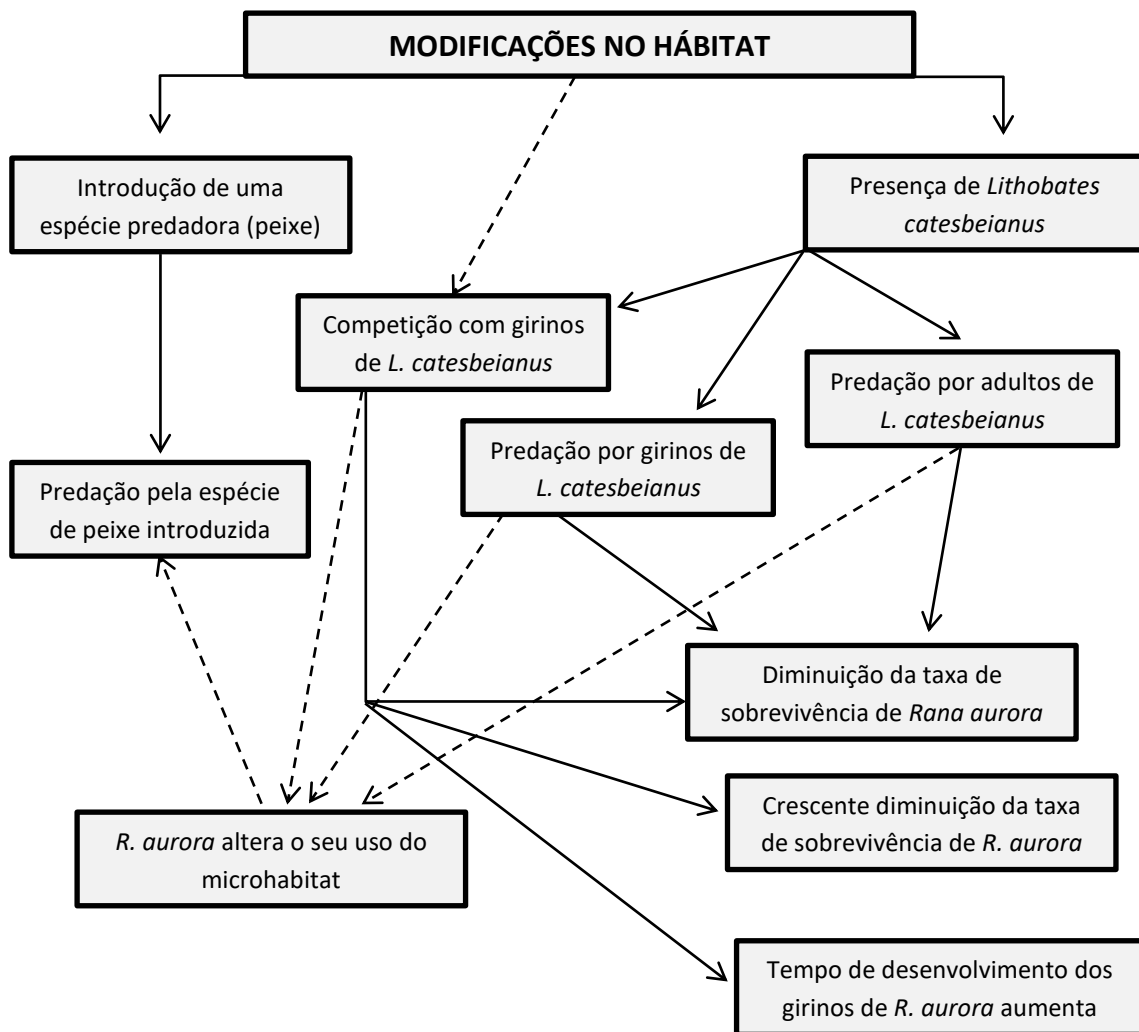 MODIFICAÇÕES NO HÁBITAT
Introdução de uma
espécie predadora (peixe)
Presença de Lithobates
catesbeianus
Competição com girinos
de L. catesbeianus
Predação por adultos de
L. catesbeianus
Predação por girinos de
L. catesbeianus
Predação pela espécie
de peixe introduzida
Diminuição da taxa de
sobrevivência de Rana aurora
Crescente diminuição da taxa
de sobrevivência de R. aurora
R. aurora altera o seu uso do
microhabitat
Tempo de desenvolvimento dos
girinos de R. aurora aumenta